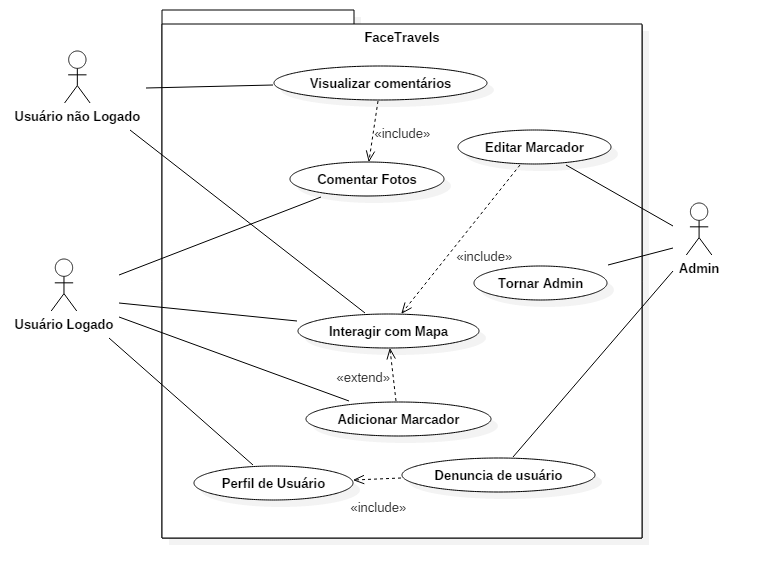 FaceTravels
Visualizar comentários
Usuário não Logado
«include»
Editar Marcador
Comentar Fotos
«include»
Tornar Admin
Admin
Usuário Logado
Interagir com Mapa
«extend»
Adicionar Marcador
Perfil de Usuário
Denuncia de usuário
«include»